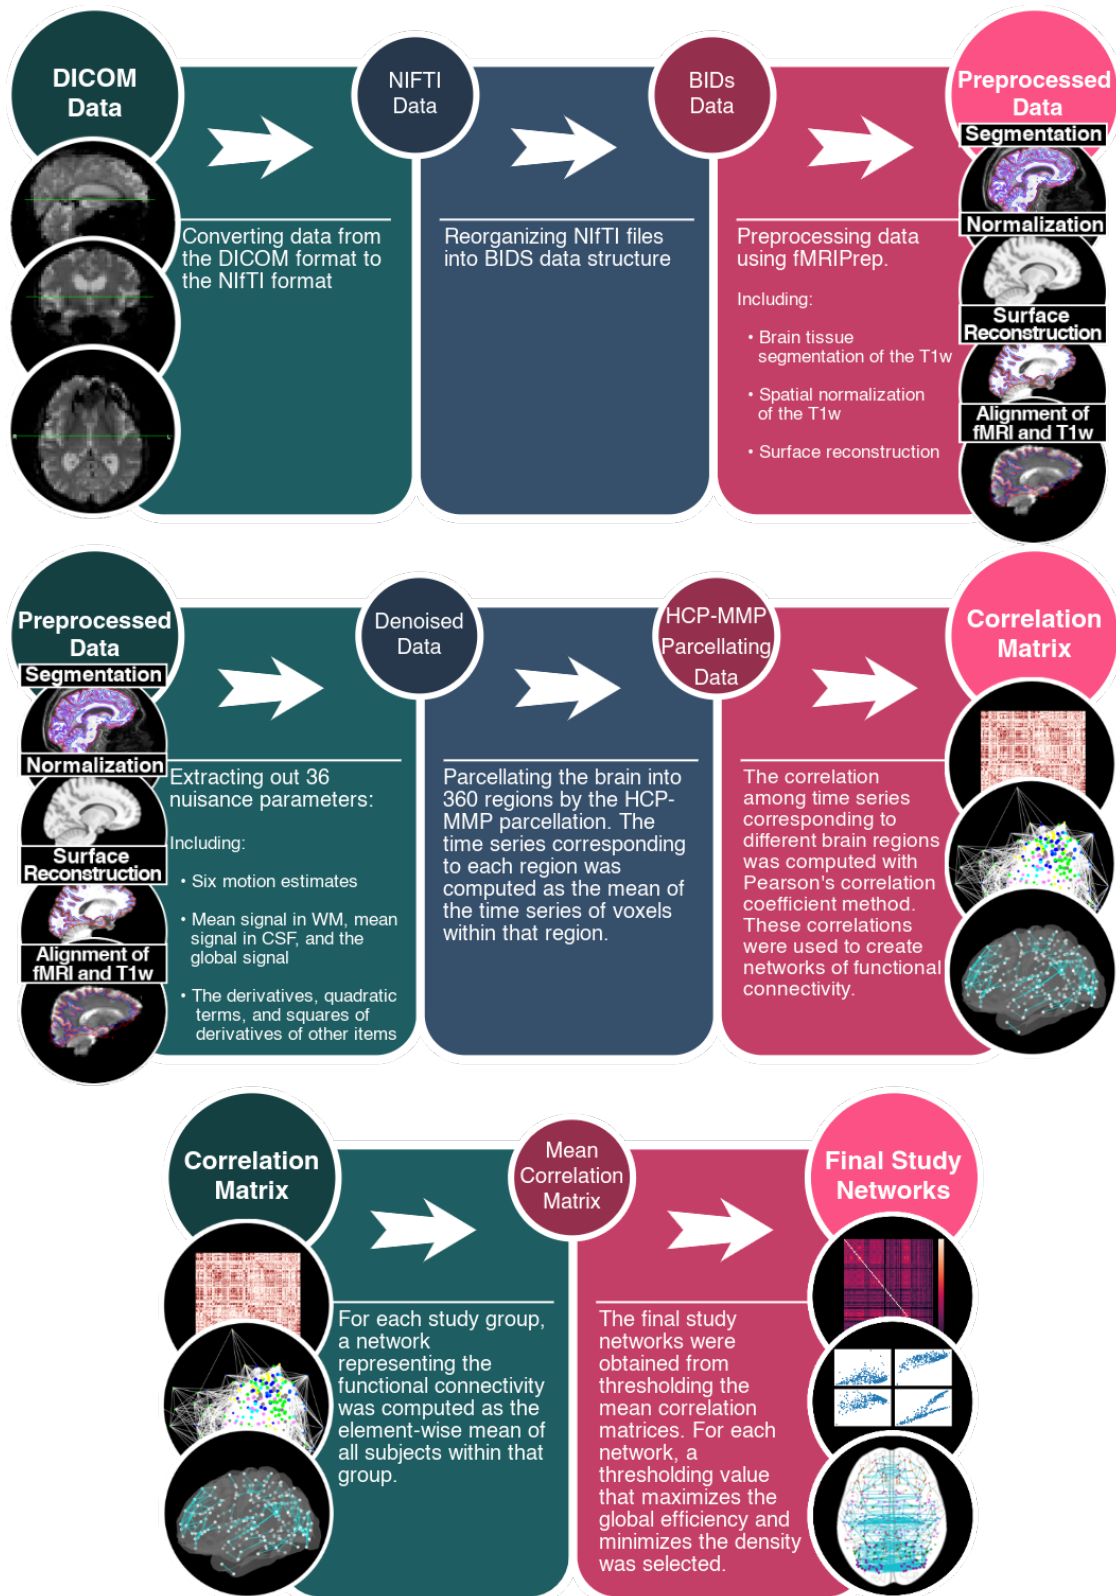 DICOM
Data
NIFTI
Data
BIDs
Data
Preprocessed
Data
Segmentation
Normalization
Surface
Reconstruction
Alignment of
fMRI and T1w
Converting data from
the DICOM format to
the NIfTI format
Reorganizing NIfTI files
into BIDS data structure
Preprocessing data
using fMRIPrep.
Including:
• Brain tissue
segmentation of the T1w
• Spatial normalization
of the T1w
• Surface reconstruction
Preprocessed
Data
Segmentation
Normalization
Surface
Reconstruction
Alignment of
fMRI and T1w
Denoised
Data
HCP-MMP
Parcellating
Data
Correlation
Matrix
Extracting out 36
nuisance parameters:
Including:
• Six motion estimates
• Mean signal in WM, mean
signal in CSF, and the
global signal
• The derivatives, quadratic
terms, and squares of
derivatives of other items
Parcellating the brain into
360 regions by the HCP-
MMP parcellation. The
time series corresponding
to each region was
computed as the mean of
the time series of voxels
within that region.
The correlation
among time series
corresponding to
different brain regions
was computed with
Pearson's correlation
coefficient method.
These correlations
were used to create
networks of functional
connectivity.
Correlation
Matrix
Mean
Correlation
Matrix
Final Study
Networks
For each study group,
a network
representing the
functional connectivity
was computed as the
element-wise mean of
all subjects within that
group.
The final study
networks were
obtained from
thresholding the
mean correlation
matrices. For each
network, a
thresholding value
that maximizes the
global efficiency and
minimizes the density
was selected.